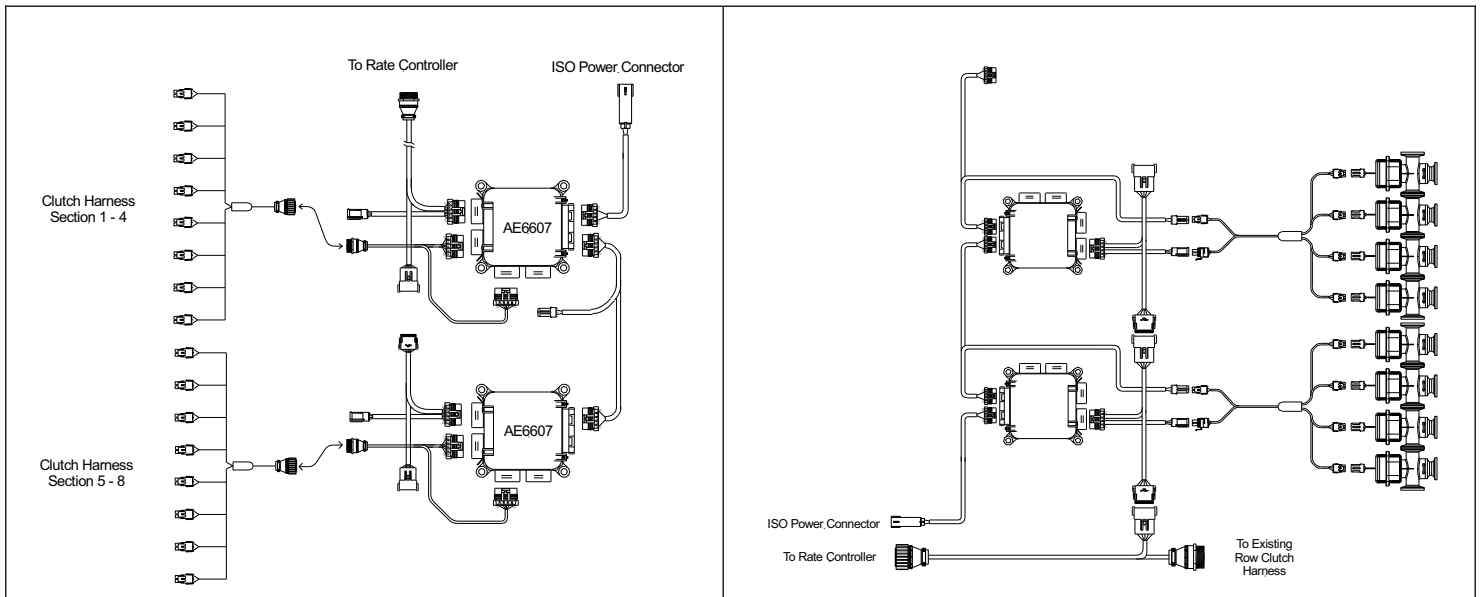 To Rate Controller
ISO Power Connector
Clutch Harness
Section 1 - 4
AE6607
Clutch Harness
Section 5 - 8
AE6607
ISO Power Connector
To Rate Controller
To Existing
Row Clutch
Harness